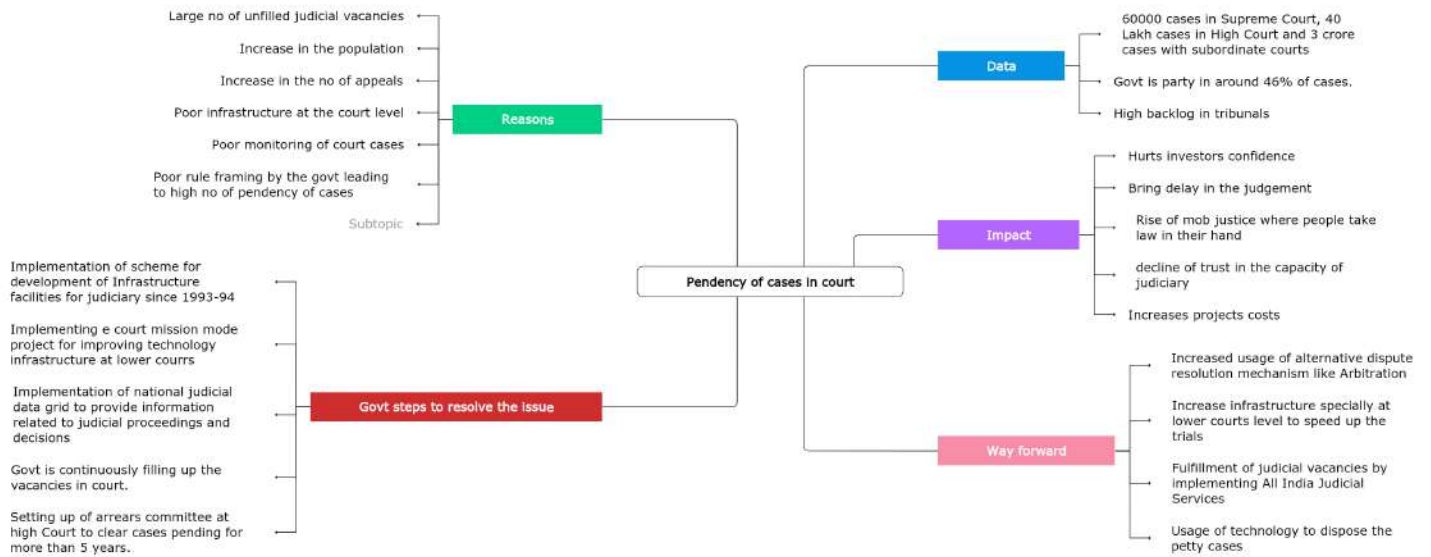 Large no of unfilled judicial vacancies
Increase in the population
Increase in the no of appeals
Poor infrastructure at the court level
Poor monitoring of court cases
Poor rule framing by the govt leading
to high no of pendency of cases
Subtopic
Reasons
Implementation of scheme for
development of Infrastructure
facilities for judiciary since 1993-94
Implementing e court mission mode
project for improving technology
infrastructure at lower courrs
Implementation of national judicial
data grid to provide information
related to judicial proceedings and
decisions
Govt is continuously filling up the
vacancies in court.
Setting up of arrears committee at
high Court to clear cases pending for
more than 5 years.
Govt steps to resolve the issue
Pendency of cases in court
Data
60000 cases in Supreme Court, 40
Lakh cases in High Court and 3 crore
cases with subordinate courts
Govt is party in around 46% of cases.
High backlog in tribunals
Impact
Hurts investors confidence
Bring delay in the judgement
Rise of mob justice where people take
law in their hand
decline of trust in the capacity of
judiciary
Increases projects costs
Way forward
Increased usage of alternative dispute
resolution mechanism like Arbitration
Increase infrastructure specially at
lower courts level to speed up the
trials
Fulfillment of judicial vacancies by
implementing All India Judicial
Services
Usage of technology to dispose the
petty cases